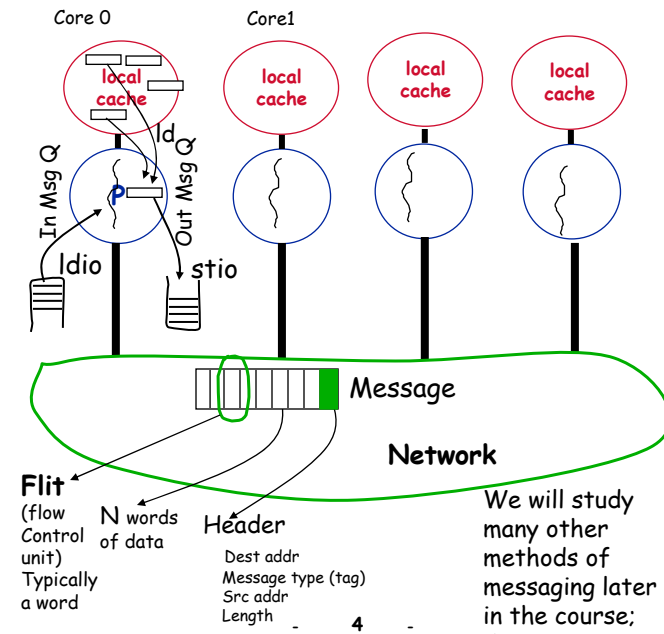 Core 0
Core1
local
cache
local
cache
local
cache
local
cache
ld
In Msg Q
Out Msg Q
P
ldio
stio
Message
Network
Flit
(flow
Control
unit)
Typically
a word
N words
of data
Header
Dest addr
Message type (tag)
Src addr
Length
We will study
many other
methods of
messaging later
in the course;
- 4 -